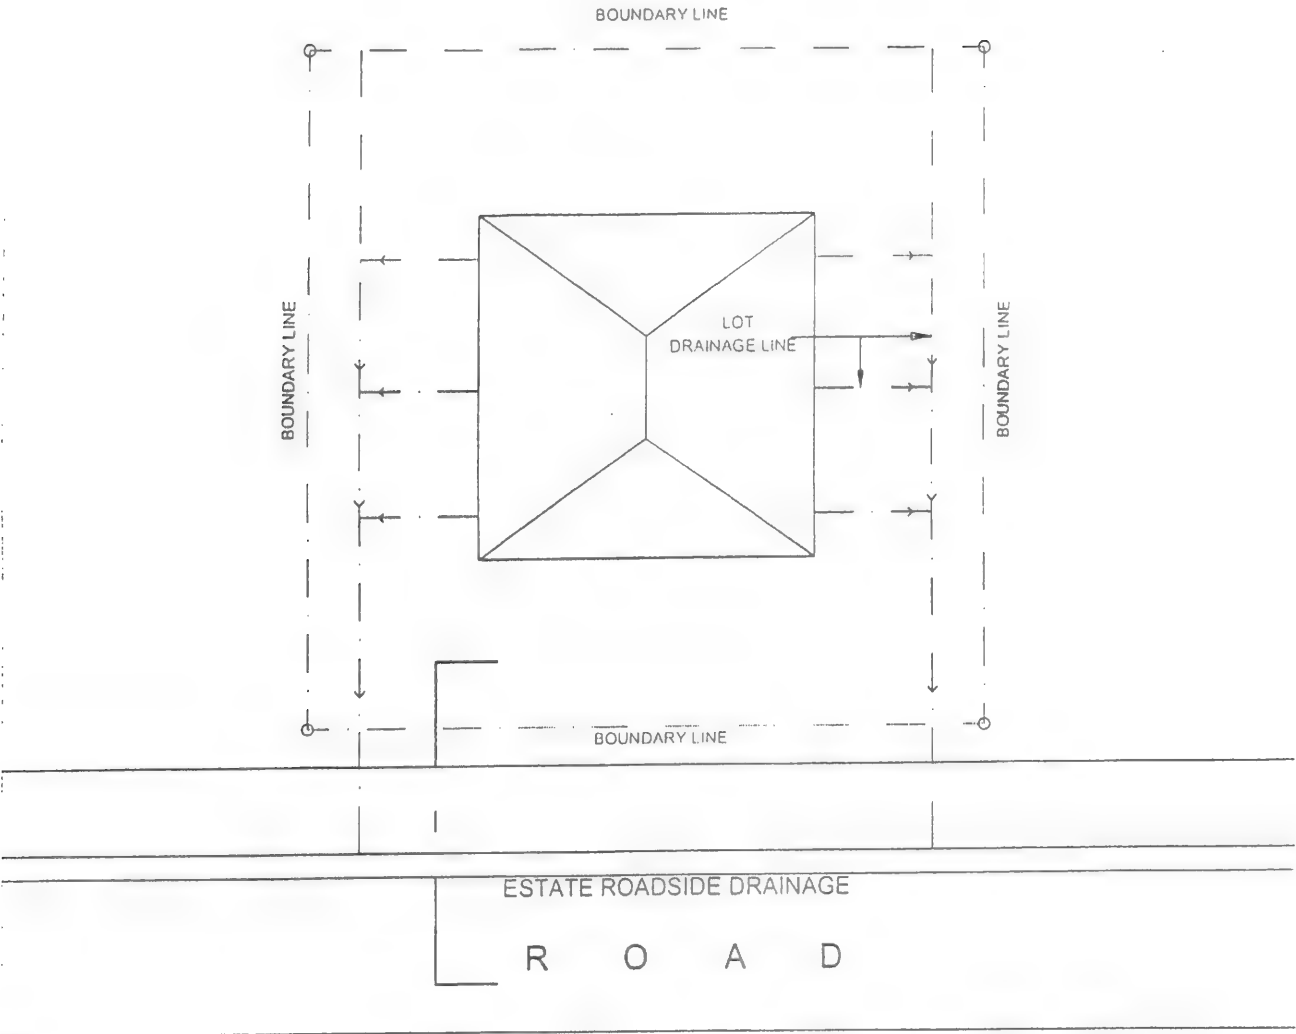 BOUNDARY LINE
BOUNDARY LINE
LOT
DRAINAGE LINE
BOUNDARY LINE
BOUNDARY LINE
ESTATE ROADSIDE DRAINAGE
R O A D